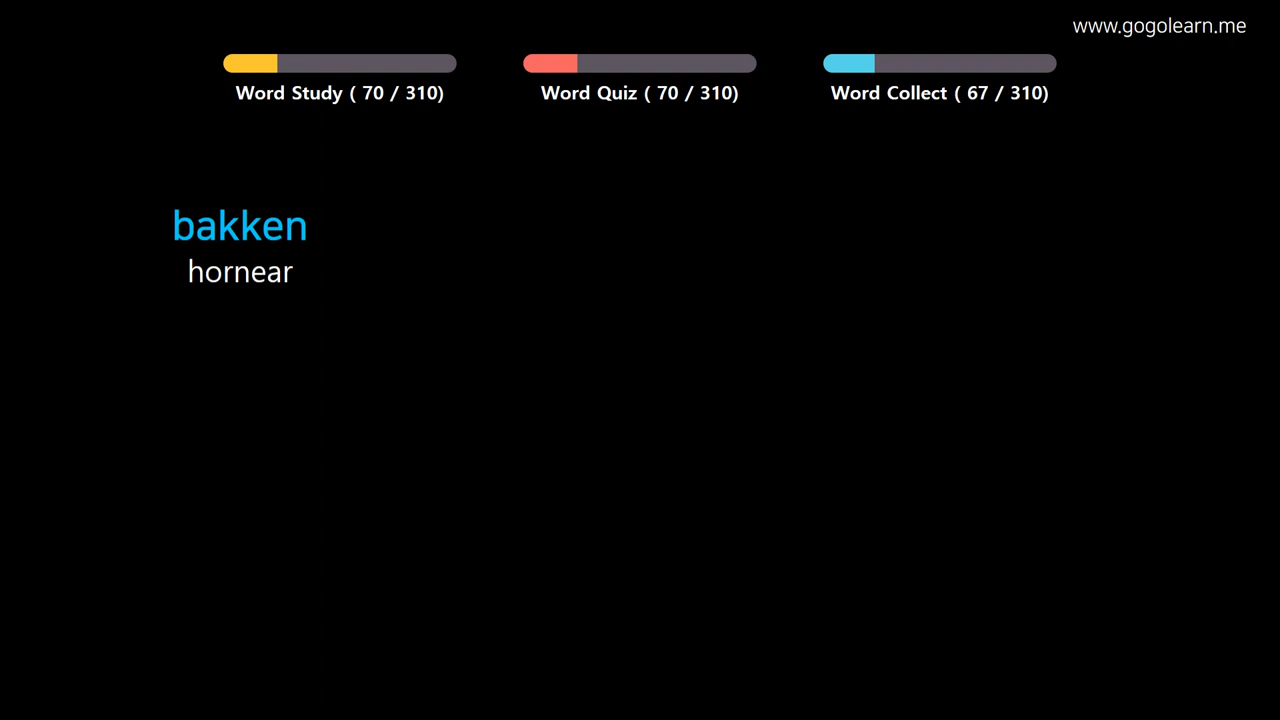 www.gogolearn.me
Word Study ( 70 / 310)
Word Quiz ( 70 / 310)
Word Collect ( 67 / 310)
bakken
hornear